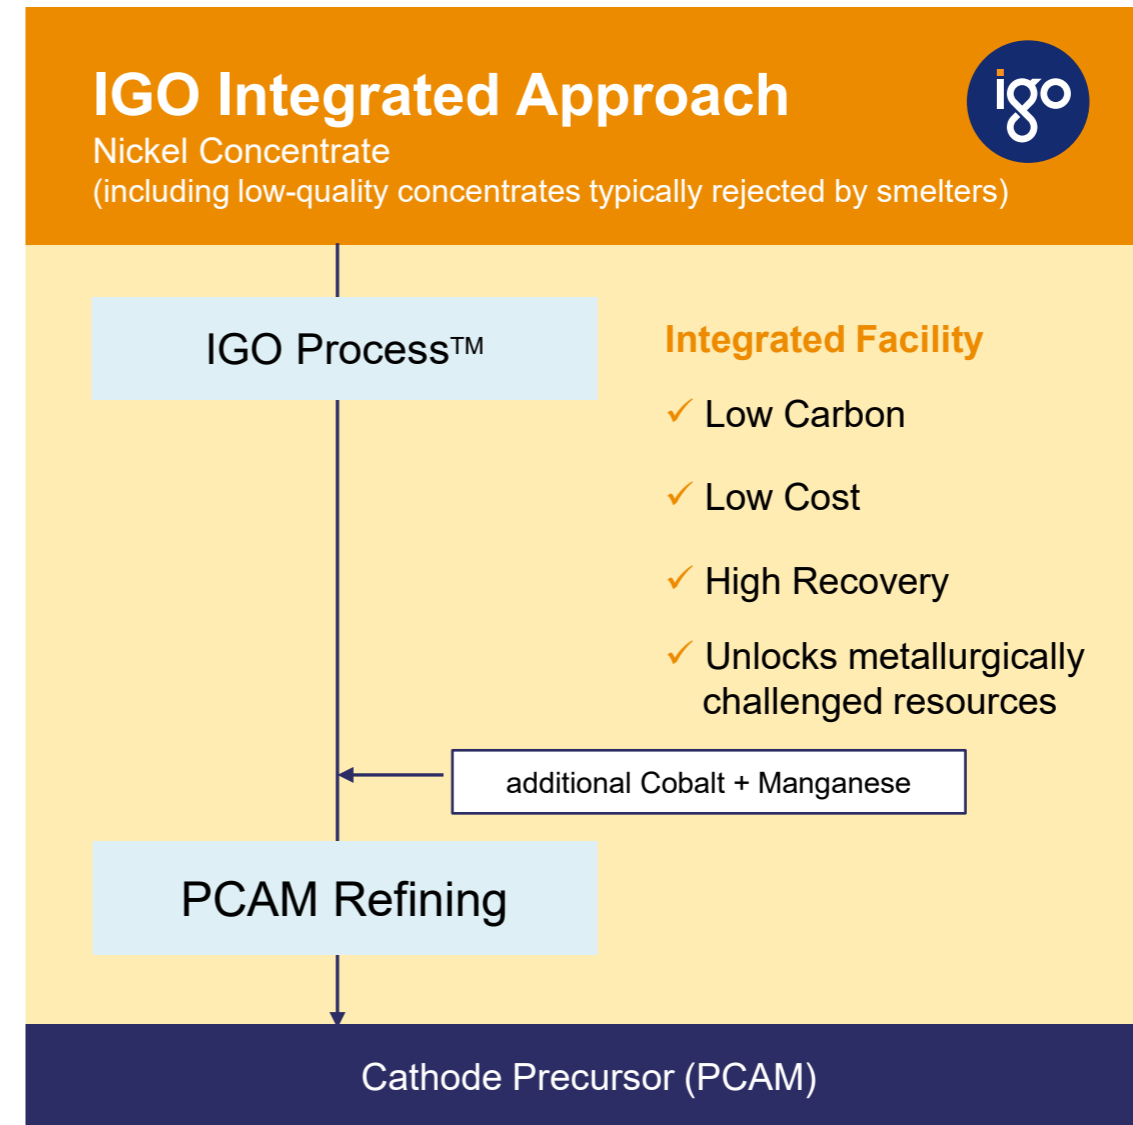 IGO Integrated Approach
igo
Nickel Concentrate
(including low-quality concentrates typically rejected by smelters)
IGO Process™
Integrated Facility
✓ Low Carbon
✓ Low Cost
✓ High Recovery
✓ Unlocks metallurgically
challenged resources
additional Cobalt + Manganese
PCAM Refining
Cathode Precursor (PCAM)